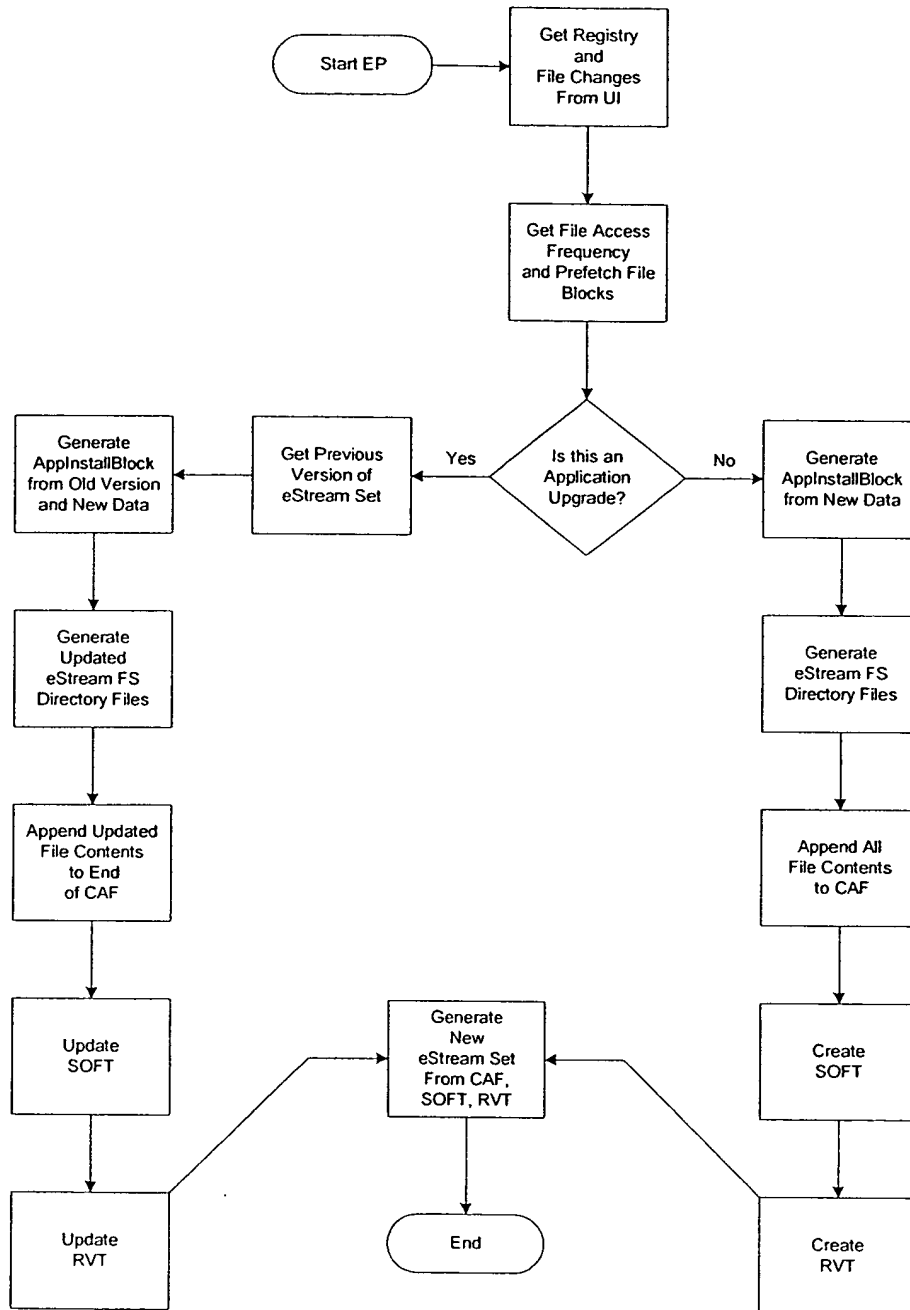 Start EP
Get Registry
and
File Changes
From UI
Get File Access
Frequency
and Prefetch File
Blocks
Is this an
Application
Upgrade?
Yes
No
Get Previous
Version of
eStream Set
Generate
AppInstallBlock
from Old Version
and New Data
Generate
Updated
eStream FS
Directory Files
Append Updated
File Contents
to End
of CAF
Update
SOFT
Update
RVT
Generate
AppInstallBlock
from New Data
Generate
eStream FS
Directory Files
Append All
File Contents
to CAF
Create
SOFT
Create
RVT
Generate
New
eStream Set
From CAF,
SOFT, RVT
End